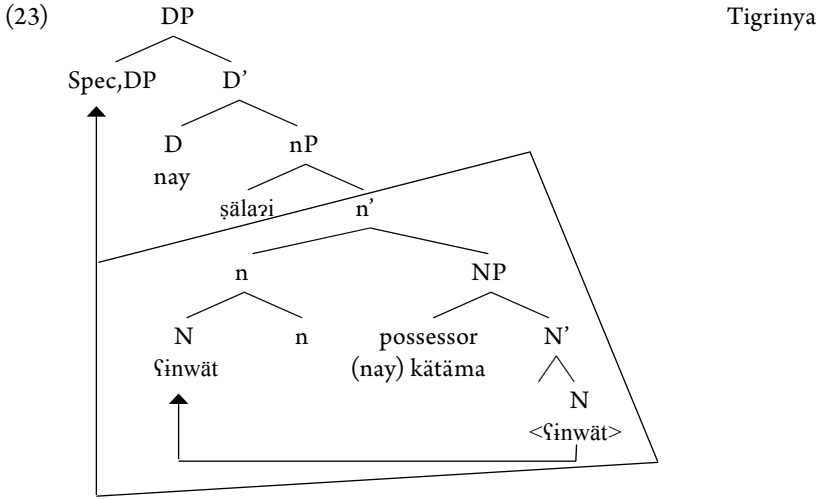 (23) DP Tigrinya
Spec,DP D’
D nP
nay
ṣälaʔi n’
n NP
N n possessor N’
ʕinwät (nay) kätäma
N
<ʕinwät>